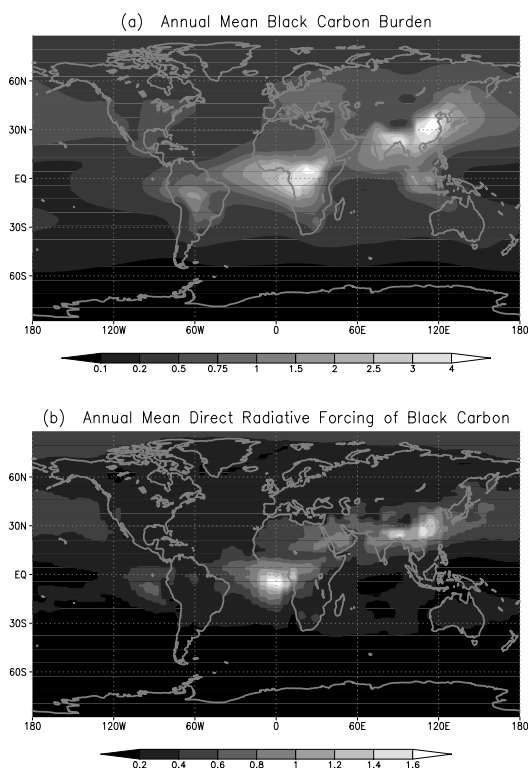 (a) Annual Mean Black Carbon Burden
60N
30N
EQ
30S
60S
180 120W 60W 0 60E 120E 180
0.1 0.2 0.5 0.75 1 1.5 2 2.5 3 4
(b) Annual Mean Direct Radiative Forcing of Black Carbon
60N
30N
EQ
30S
60S
180 120W 60W 0 60E 120E 180
0.2 0.4 0.6 0.8 1 1.2 1.4 1.6